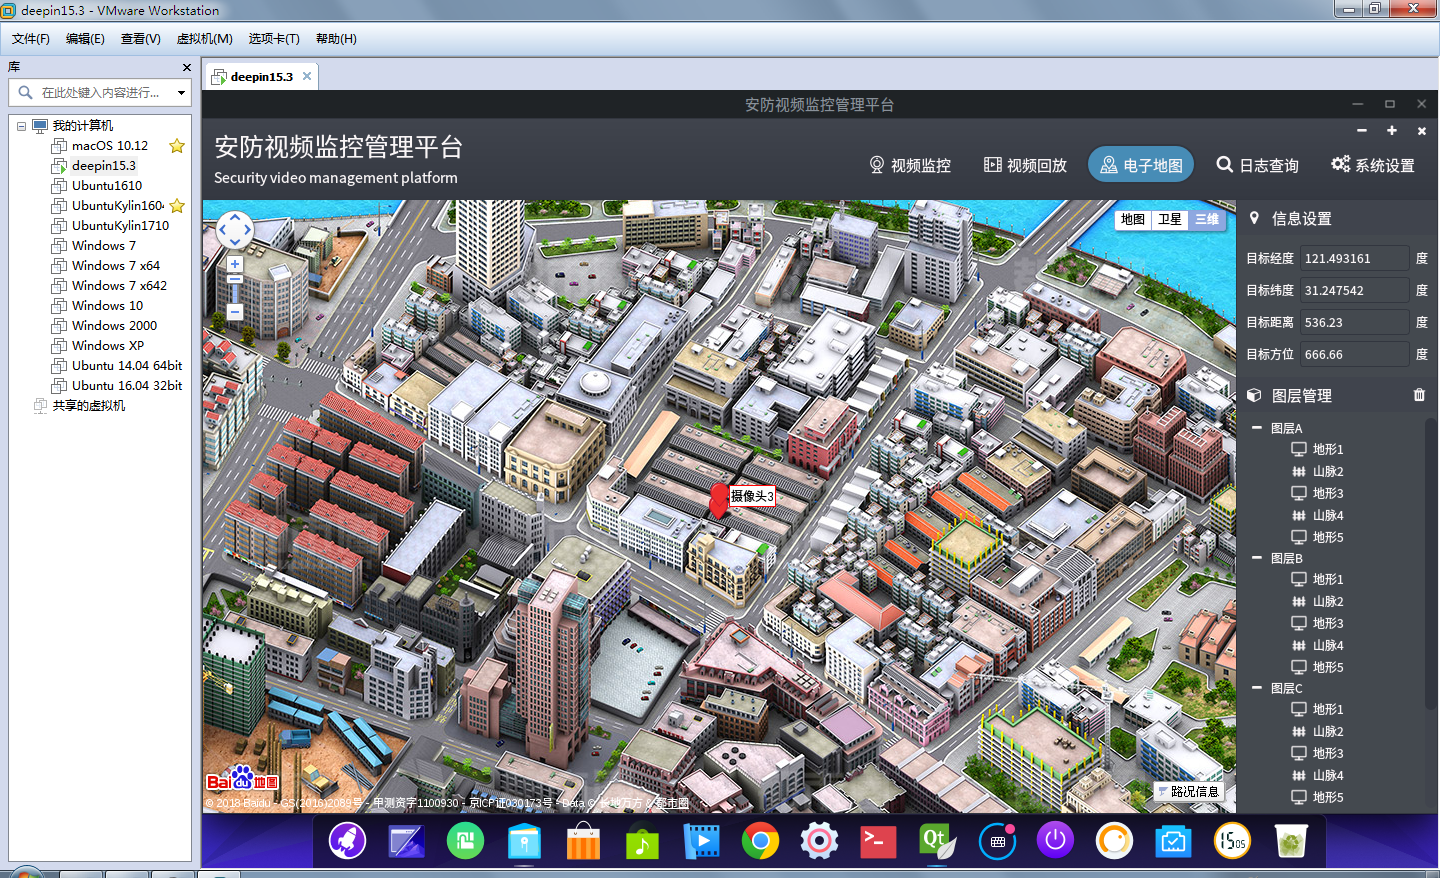 deepin15.3 - VMware Workstation
文件(F) 编辑(E) 查看(V) 虚拟机(M) 选项卡(T) 帮助(H)
库
在此处键入内容进行...
我的计算机
macOS 10.12
deepin15.3
Ubuntu1610
UbuntuKylin1604
UbuntuKylin1710
Windows 7
Windows 7 x64
Windows 7 x642
Windows 10
Windows 2000
Windows XP
Ubuntu 14.04 64bit
Ubuntu 16.04 32bit
共享的虚拟机
deepin15.3
安防视频监控管理平台
安防视频监控管理平台
Security video management platform
视频监控 视频回放 电子地图 日志查询 系统设置
地图 卫星 三维
摄像头3
Bai du 地图
© 2018 Baidu - GS(2016)2089号 - 甲测资字1100930 - 京ICP证030173号 - Data © 长地万方 & 都市圈
路况信息
信息设置
目标经度 121.493161 度
目标纬度 31.247542 度
目标距离 536.23 度
目标方位 666.66 度
图层管理
图层A
地形1
山脉2
地形3
山脉4
地形5
图层B
地形1
山脉2
地形3
山脉4
地形5
图层C
地形1
山脉2
地形3
山脉4
地形5
Qt
15 05